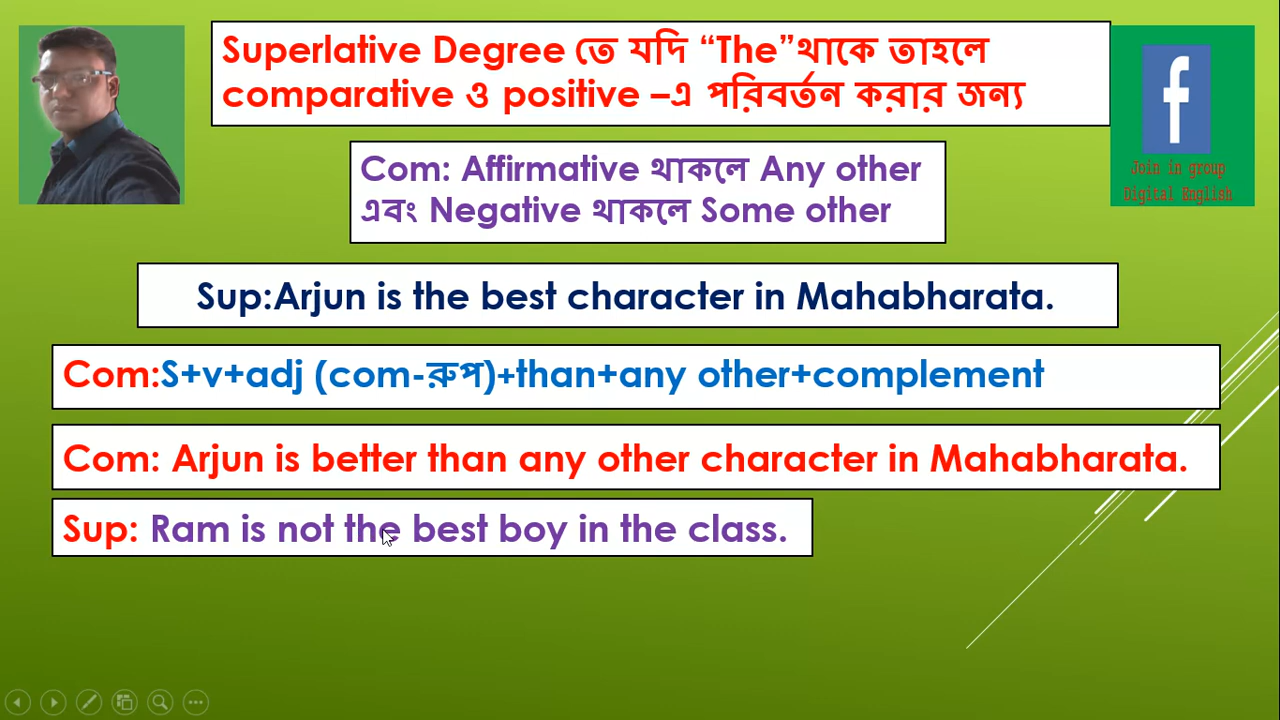 Superlative Degree তে যদি “The”থাকে তাহলে
comparative ও positive –এ পরিবর্তন করার জন্য
Join in group
Digital English
Com: Affirmative থাকলে Any other
এবং Negative থাকলে Some other
Sup:Arjun is the best character in Mahabharata.
Com:S+v+adj (com-রুপ)+than+any other+complement
Com: Arjun is better than any other character in Mahabharata.
Sup: Ram is not the best boy in the class.